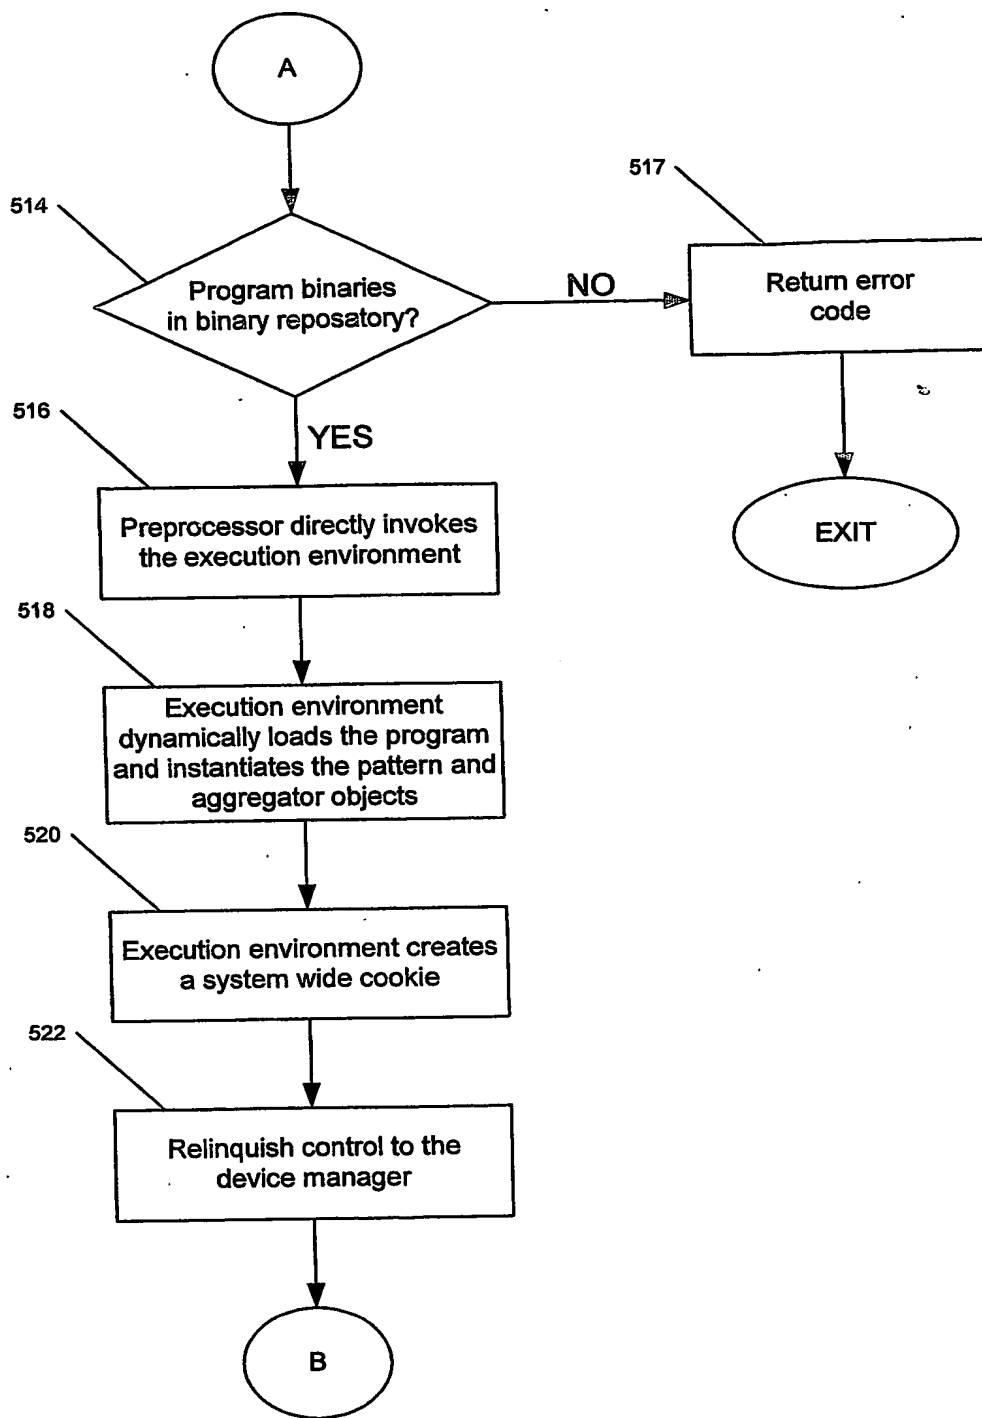 A
517
514
Program binaries
in binary reposatory?
NO
Return error
code
516
YES
EXIT
Preprocessor directly invokes
the execution environment
518
Execution environment
dynamically loads the program
and instantiates the pattern and
aggregator objects
520
Execution environment creates
a system wide cookie
522
Relinquish control to the
device manager
B